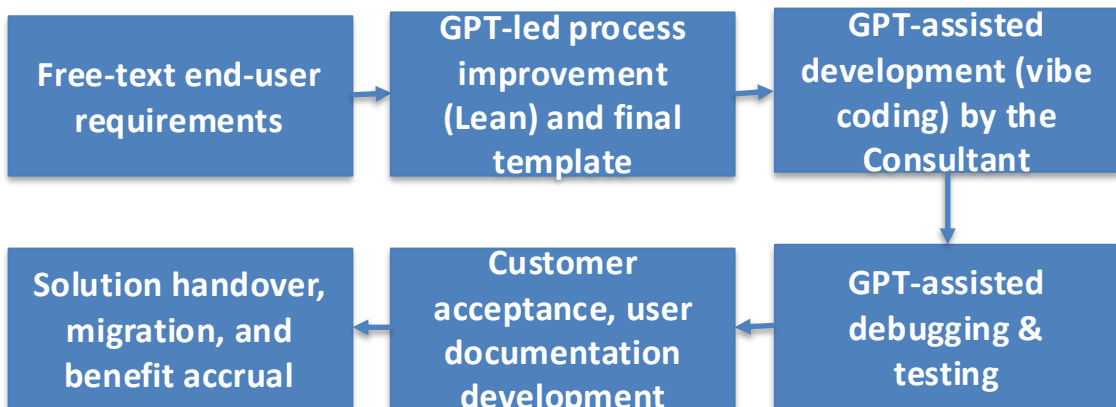 Free-text end-user
requirements
GPT-led process
improvement
(Lean) and final
template
GPT-assisted
development (vibe
coding) by the
Consultant
GPT-assisted
debugging &
testing
Customer
acceptance, user
documentation
development
Solution handover,
migration, and
benefit accrual